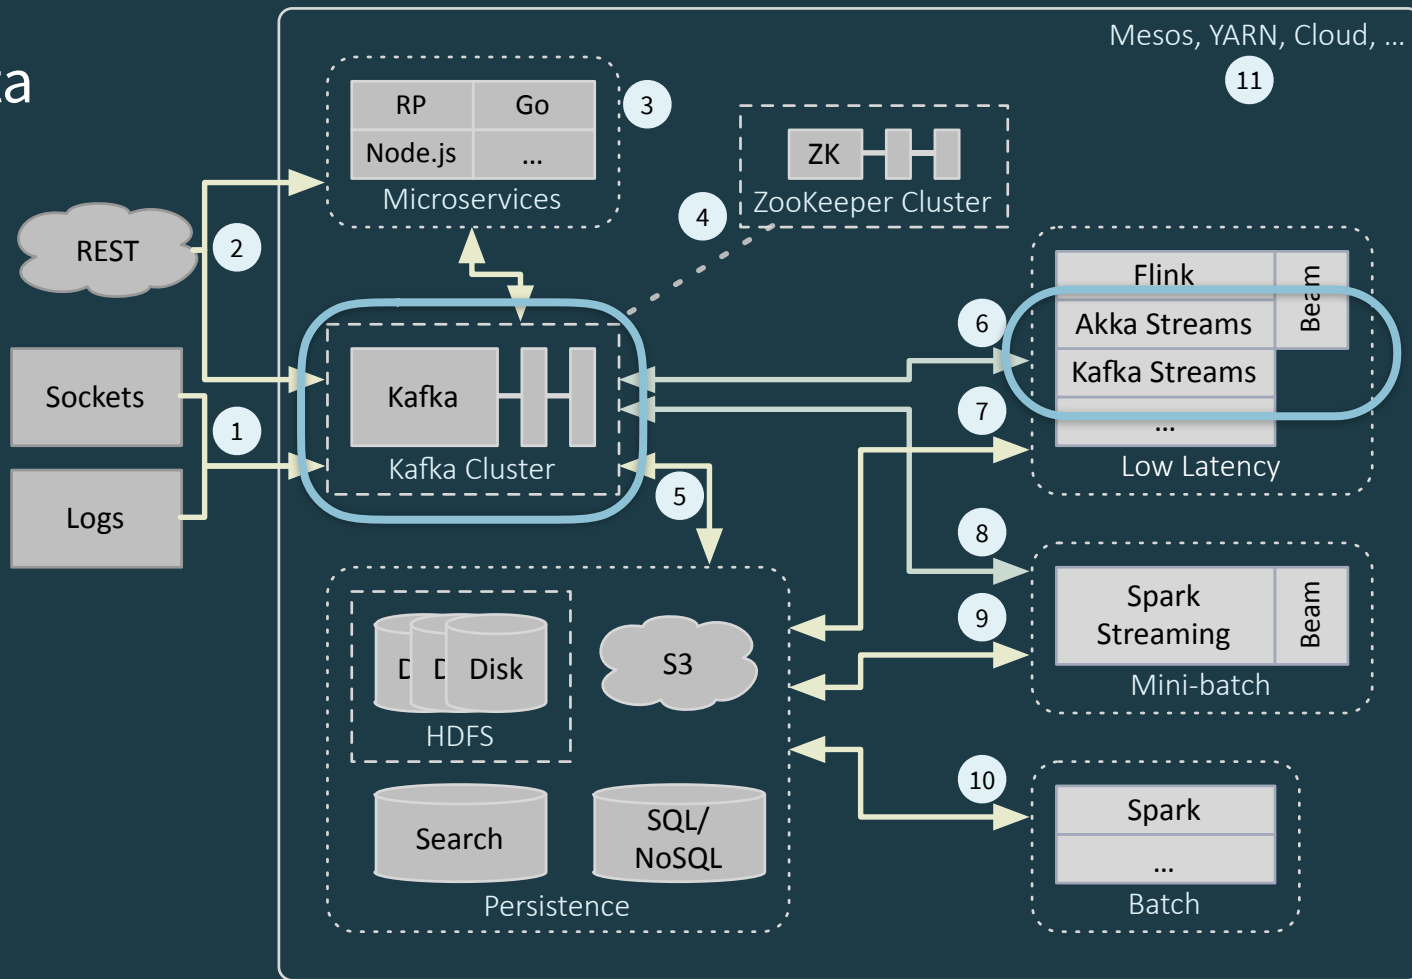 ta
Mesos, YARN, Cloud, ...
11
RP
Go
Node.js
...
Microservices
3
ZK
ZooKeeper Cluster
4
REST
2
Sockets
Logs
1
Kafka
Kafka Cluster
5
6
7
Flink
Akka Streams
Kafka Streams
...
Beam
Low Latency
8
9
Spark
Streaming
Beam
Mini-batch
D
D
Disk
HDFS
S3
Search
SQL/
NoSQL
Persistence
10
Spark
...
Batch